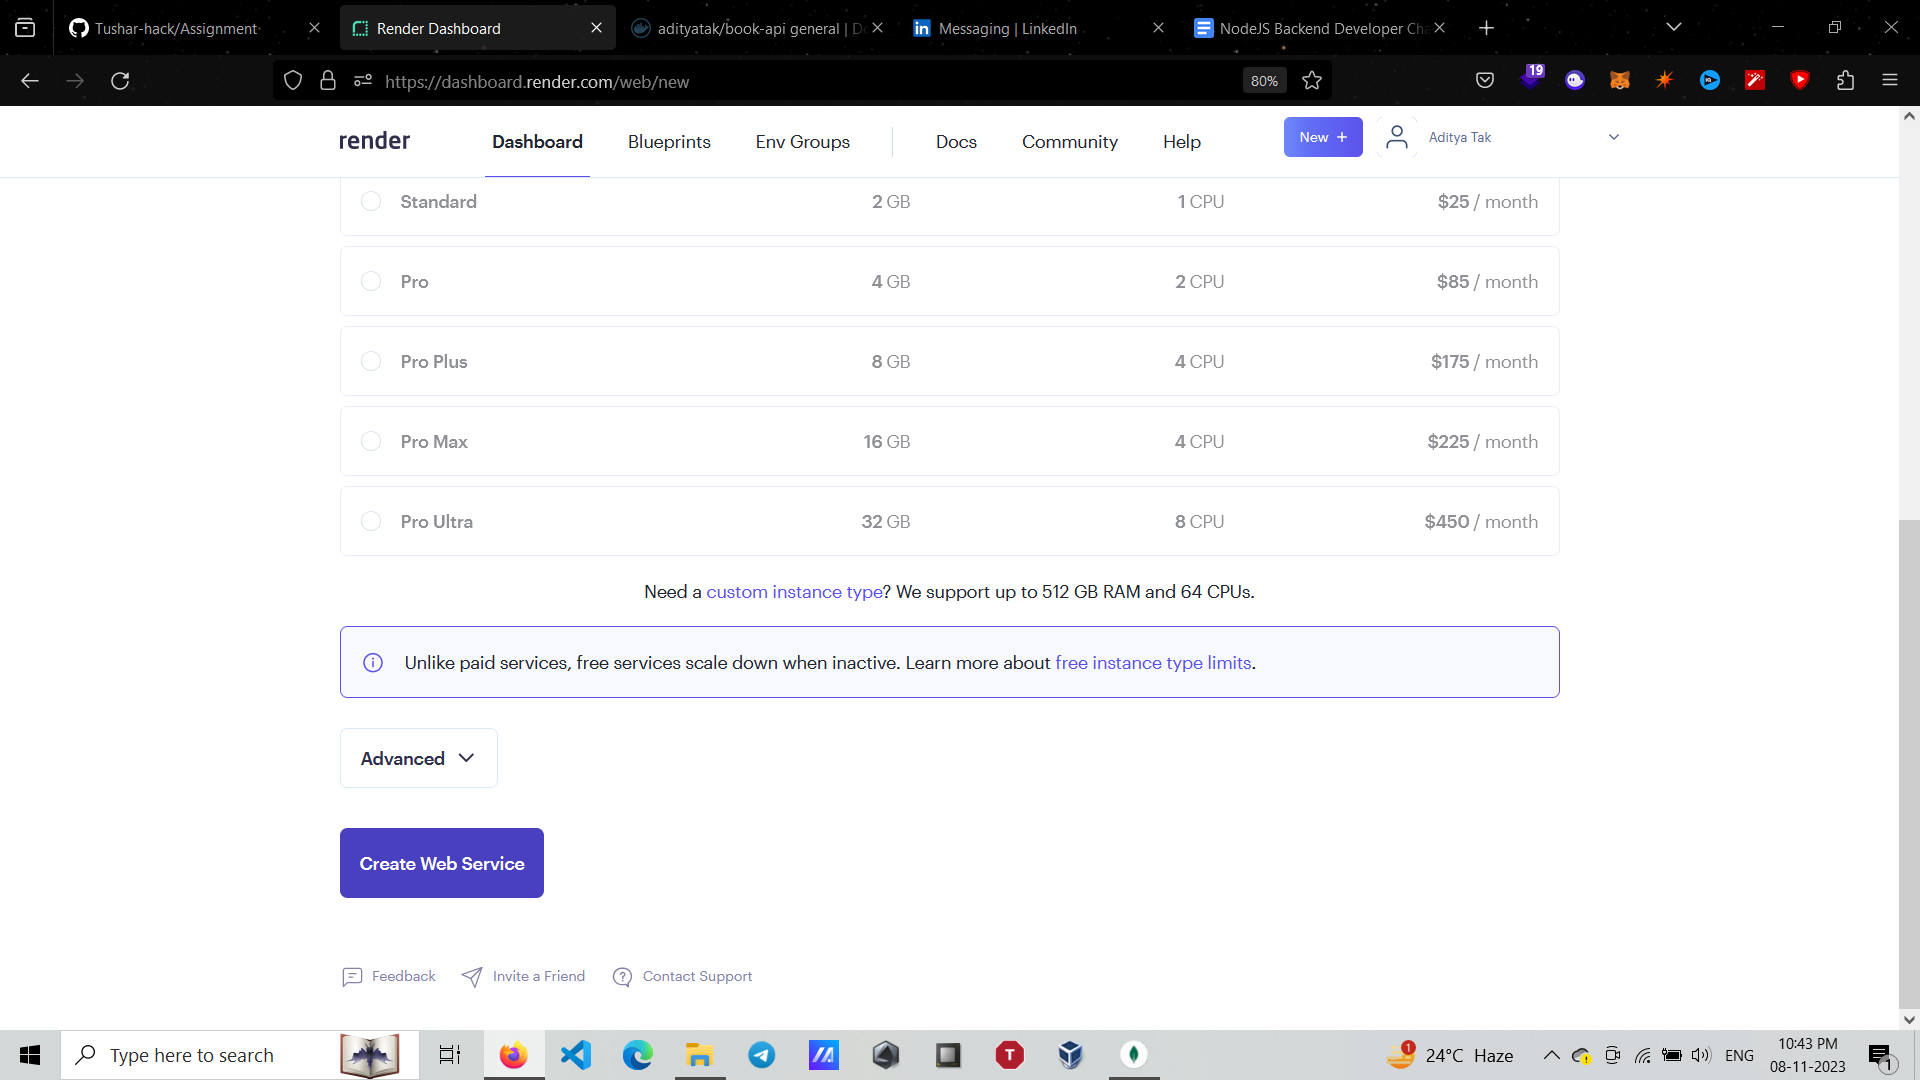 Tushar-hack/Assignment
Render Dashboard
adityatak/book-api general | Do
Messaging | LinkedIn
NodeJS Backend Developer Cha
https://dashboard.render.com/web/new
80%
19
render
Dashboard
Blueprints
Env Groups
Docs
Community
Help
New +
Aditya Tak
Standard 2 GB 1 CPU $25 / month
Pro 4 GB 2 CPU $85 / month
Pro Plus 8 GB 4 CPU $175 / month
Pro Max 16 GB 4 CPU $225 / month
Pro Ultra 32 GB 8 CPU $450 / month
Need a custom instance type? We support up to 512 GB RAM and 64 CPUs.
Unlike paid services, free services scale down when inactive. Learn more about free instance type limits.
Advanced
Create Web Service
Feedback
Invite a Friend
Contact Support
Type here to search
1
24°C Haze
ENG
10:43 PM
08-11-2023
1